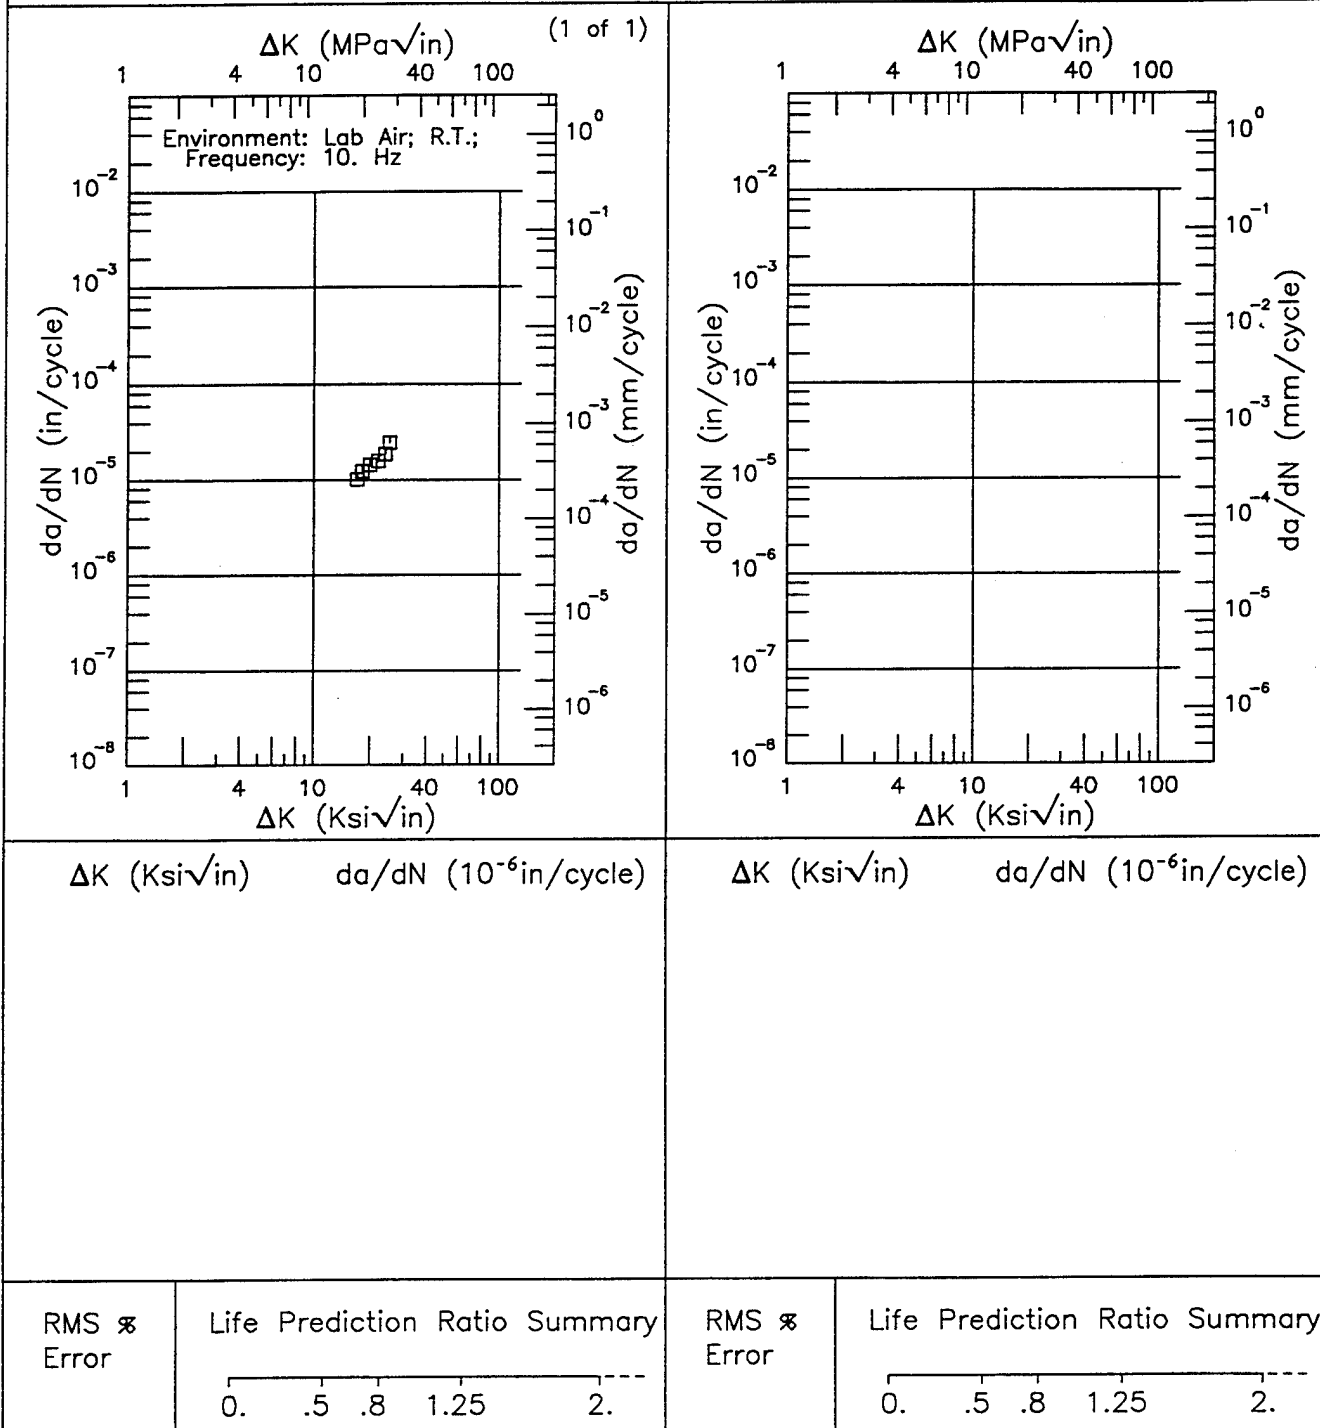 (1 of 1)
ΔK (MPa√in)
1 4 10 40 100
Environment: Lab Air; R.T.;
Frequency: 10. Hz
da/dN (in/cycle)
10⁻²
10⁻³
10⁻⁴
10⁻⁵
10⁻⁶
10⁻⁷
10⁻⁸
10⁰
10⁻¹
10⁻²
10⁻³
10⁻⁴
10⁻⁵
10⁻⁶
da/dN (mm/cycle)
1 4 10 40 100
ΔK (Ksi√in)
ΔK (Ksi√in) da/dN (10⁻⁶in/cycle)
RMS %
Error
Life Prediction Ratio Summary
0. .5 .8 1.25 2.
ΔK (MPa√in)
1 4 10 40 100
da/dN (in/cycle)
10⁻²
10⁻³
10⁻⁴
10⁻⁵
10⁻⁶
10⁻⁷
10⁻⁸
10⁰
10⁻¹
10⁻²
10⁻³
10⁻⁴
10⁻⁵
10⁻⁶
da/dN (mm/cycle)
1 4 10 40 100
ΔK (Ksi√in)
ΔK (Ksi√in) da/dN (10⁻⁶in/cycle)
RMS %
Error
Life Prediction Ratio Summary
0. .5 .8 1.25 2.